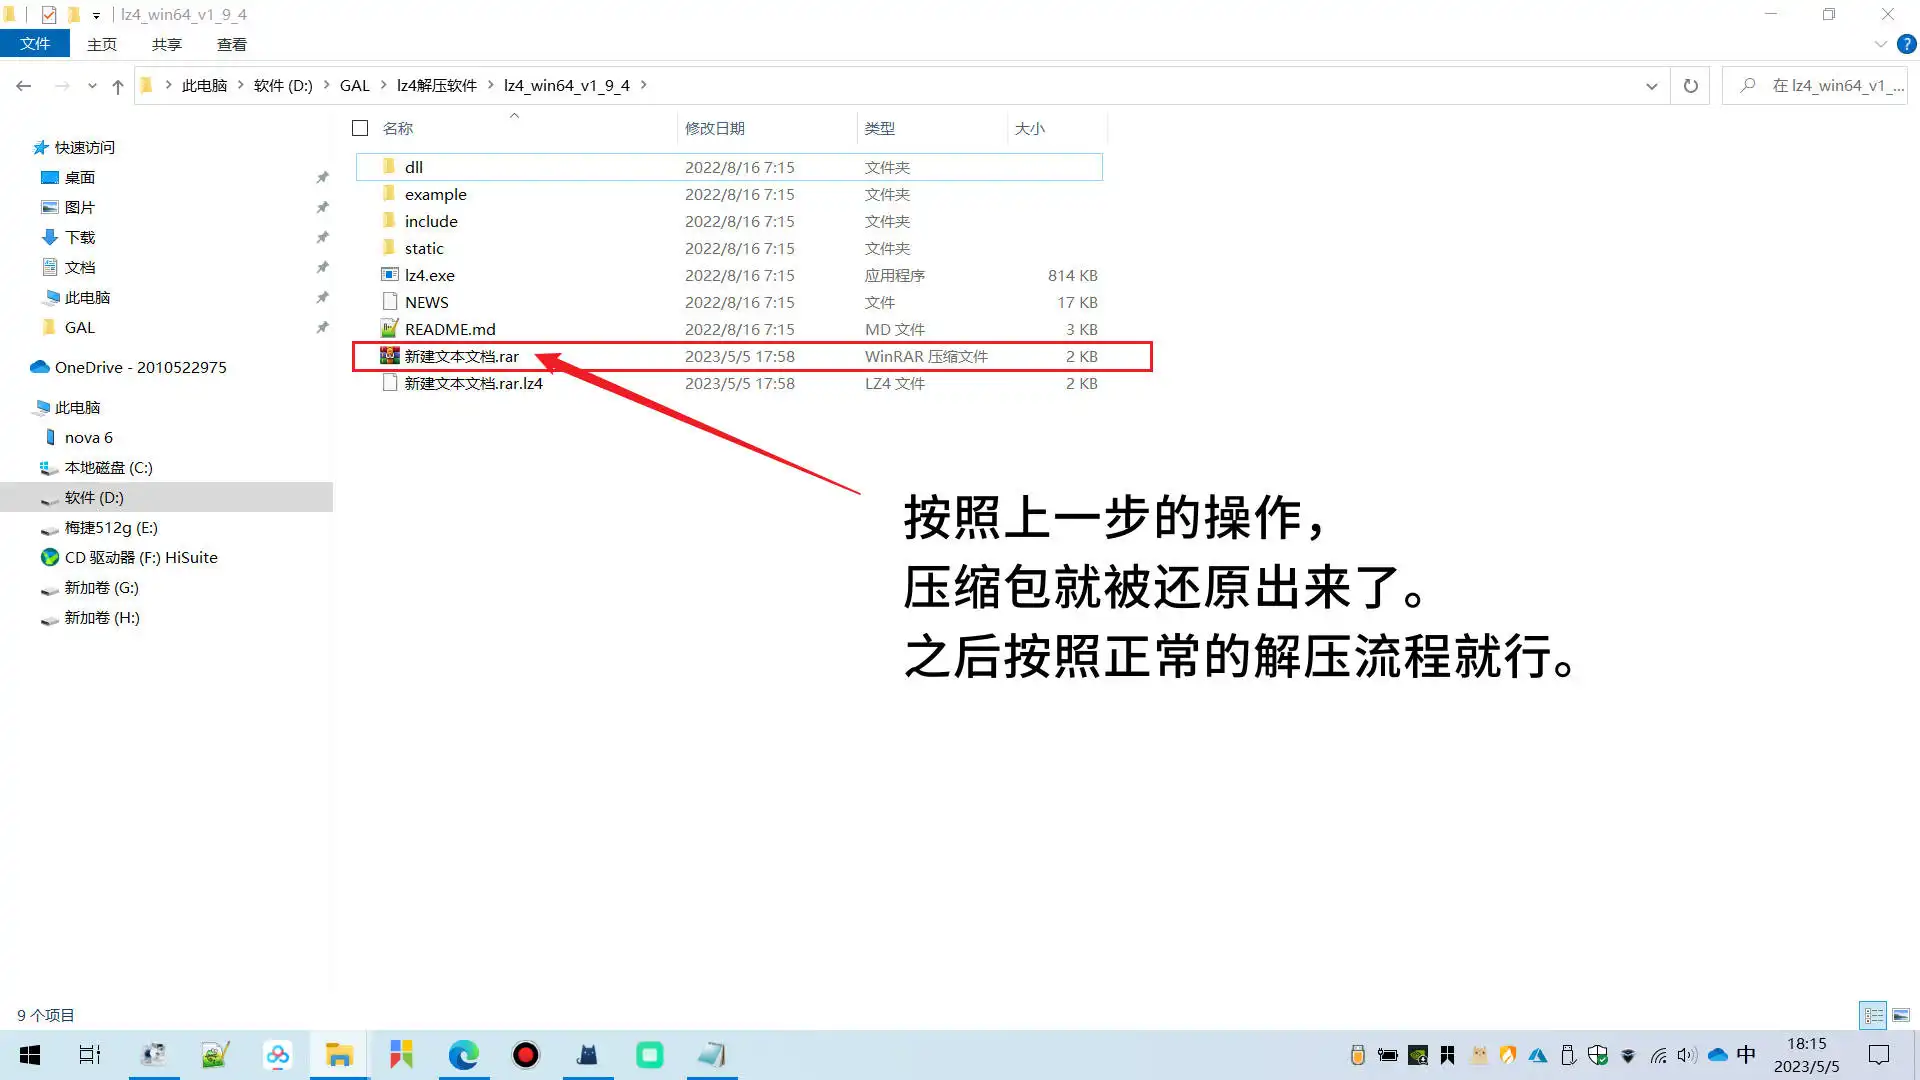 lz4_win64_v1_9_4
文件 主页 共享 查看
此电脑 软件 (D:) GAL lz4解压软件 lz4_win64_v1_9_4
在 lz4_win64_v1_...
名称 修改日期 类型 大小
快速访问
桌面
图片
下载
文档
此电脑
GAL
OneDrive - 2010522975
此电脑
nova 6
本地磁盘 (C:)
软件 (D:)
梅捷512g (E:)
CD 驱动器 (F:) HiSuite
新加卷 (G:)
新加卷 (H:)
dll 2022/8/16 7:15 文件夹
example 2022/8/16 7:15 文件夹
include 2022/8/16 7:15 文件夹
static 2022/8/16 7:15 文件夹
lz4.exe 2022/8/16 7:15 应用程序 814 KB
NEWS 2022/8/16 7:15 文件 17 KB
README.md 2022/8/16 7:15 MD 文件 3 KB
新建文本文档.rar 2023/5/5 17:58 WinRAR 压缩文件 2 KB
新建文本文档.rar.lz4 2023/5/5 17:58 LZ4 文件 2 KB
按照上一步的操作，
压缩包就被还原出来了。
之后按照正常的解压流程就行。
9 个项目
中
18:15
2023/5/5